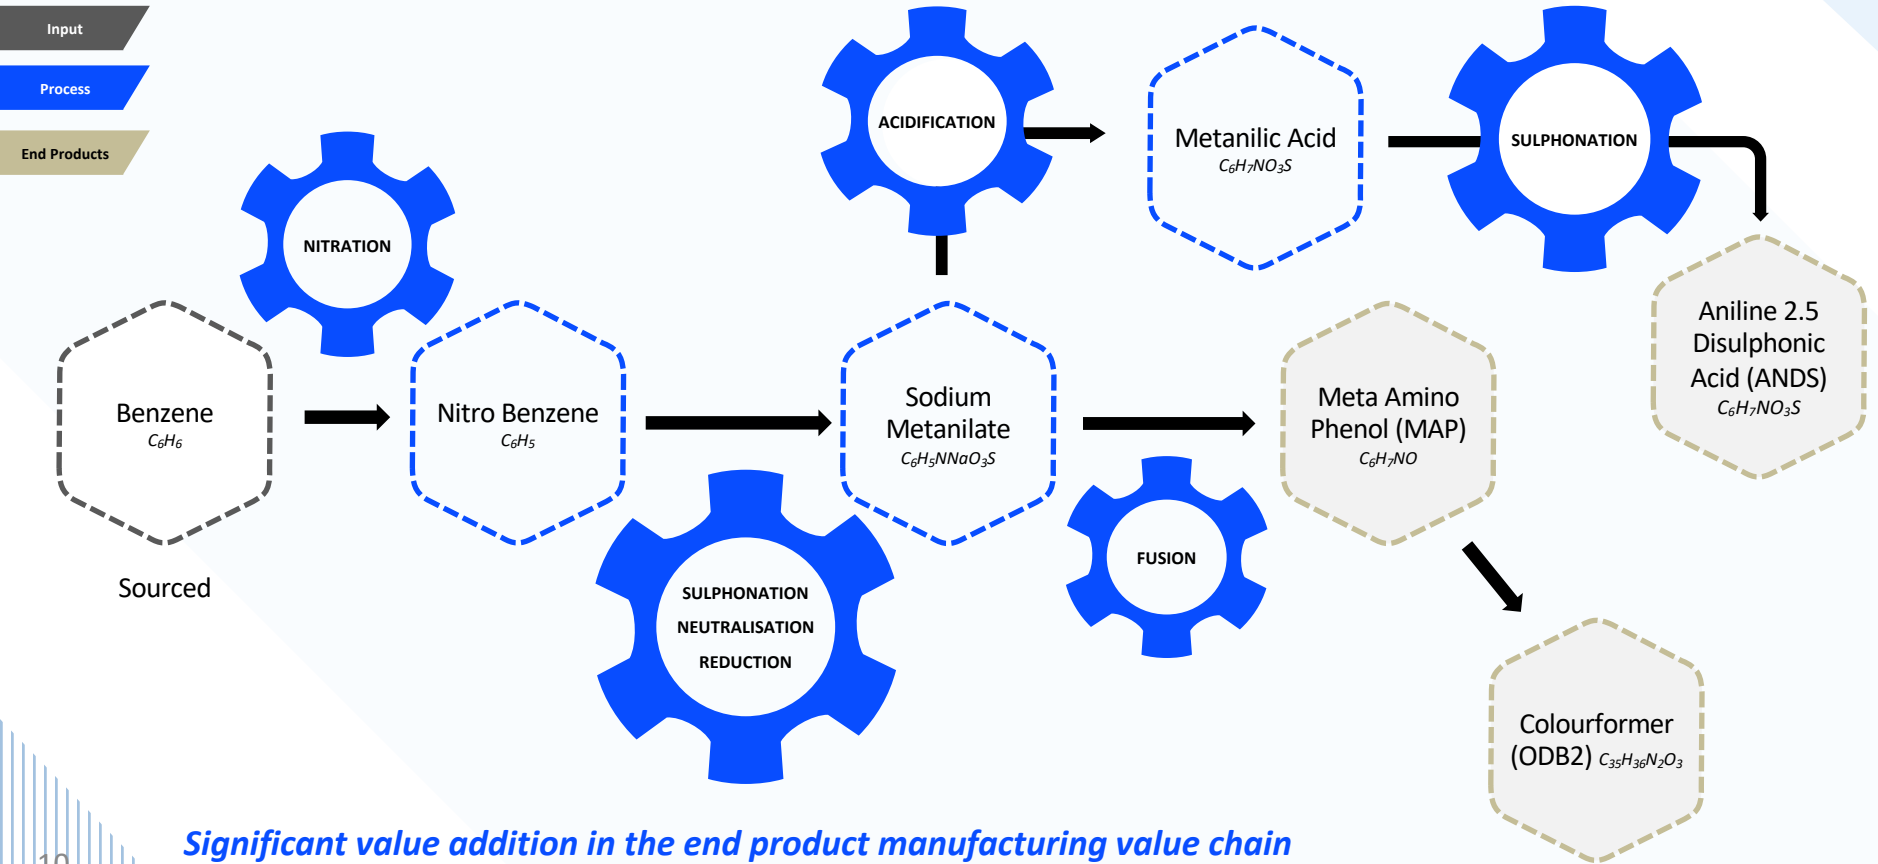 Input
Process
End Products
NITRATION
ACIDIFICATION
Metanilic Acid
C₆H₇NO₃S
SULPHONATION
Benzene
C₆H₆
Sourced
Nitro Benzene
C₆H₅
SULPHONATION
NEUTRALISATION
REDUCTION
Sodium
Metanilate
C₆H₅NNaO₃S
FUSION
Meta Amino
Phenol (MAP)
C₆H₇NO
Aniline 2.5
Disulphonic
Acid (ANDS)
C₆H₇NO₃S
Colourformer
(ODB2) C₃₅H₃₆N₂O₃
Significant value addition in the end product manufacturing value chain
10